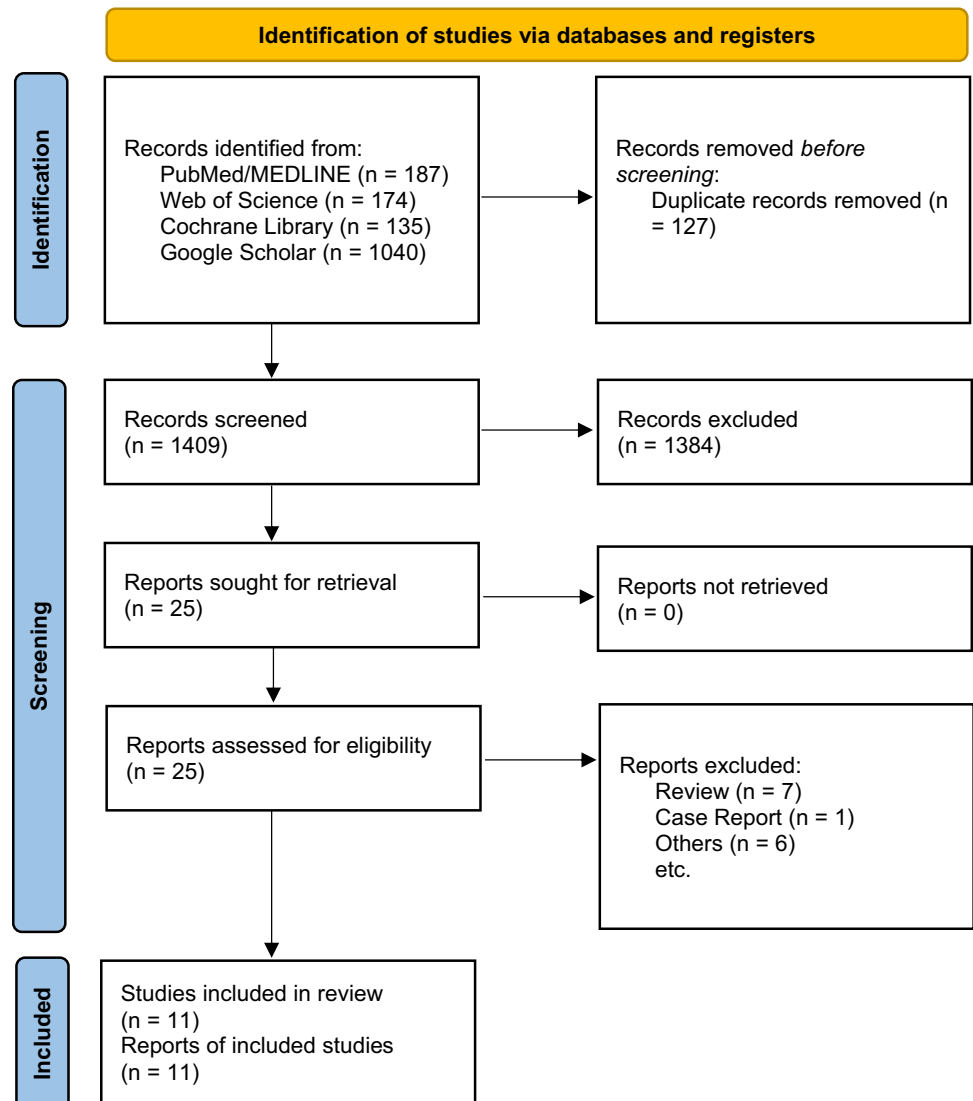 Identification of studies via databases and registers
Identification
Records identified from:
PubMed/MEDLINE (n = 187)
Web of Science (n = 174)
Cochrane Library (n = 135)
Google Scholar (n = 1040)
Records removed before
screening:
Duplicate records removed (n
= 127)
Screening
Records screened
(n = 1409)
Records excluded
(n = 1384)
Reports sought for retrieval
(n = 25)
Reports not retrieved
(n = 0)
Reports assessed for eligibility
(n = 25)
Reports excluded:
Review (n = 7)
Case Report (n = 1)
Others (n = 6)
etc.
Included
Studies included in review
(n = 11)
Reports of included studies
(n = 11)